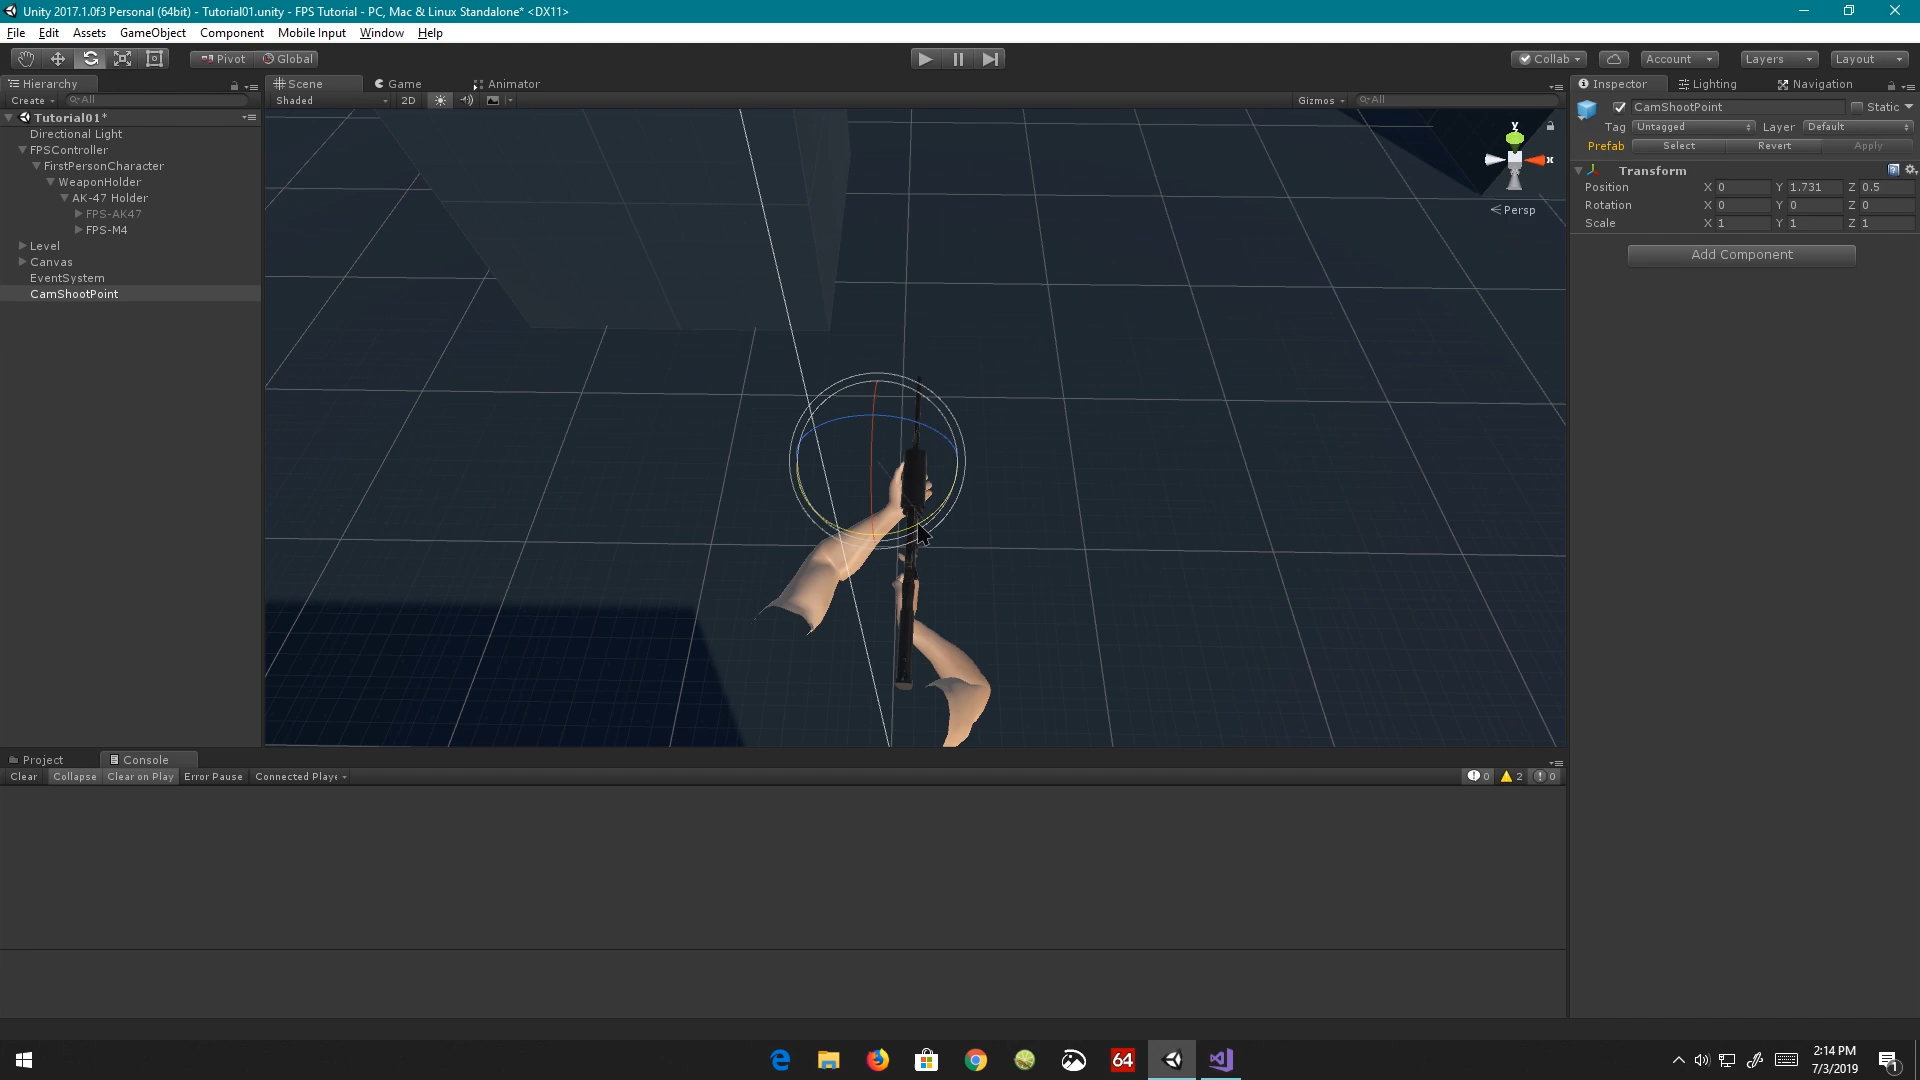 Unity 2017.1.0f3 Personal (64bit) - Tutorial01.unity - FPS Tutorial - PC, Mac & Linux Standalone* <DX11>
File Edit Assets GameObject Component Mobile Input Window Help
Pivot Global Collab Account Layers Layout
Hierarchy Scene Game Animator Inspector Lighting Navigation
Create All Shaded 2D Gizmos All
CamShootPoint Static
Tag Untagged Layer Default
Prefab Select Revert Apply
Transform
Position X 0 Y 1.731 Z 0.5
Rotation X 0 Y 0 Z 0
Scale X 1 Y 1 Z 1
Add Component
Tutorial01*
Directional Light
FPSController
FirstPersonCharacter
WeaponHolder
AK-47 Holder
FPS-AK47
FPS-M4
Level
Canvas
EventSystem
CamShootPoint
y
x
Persp
Project Console
Clear Collapse Clear on Play Error Pause Connected Playe 0 2 0
64
2:14 PM
7/3/2019
1